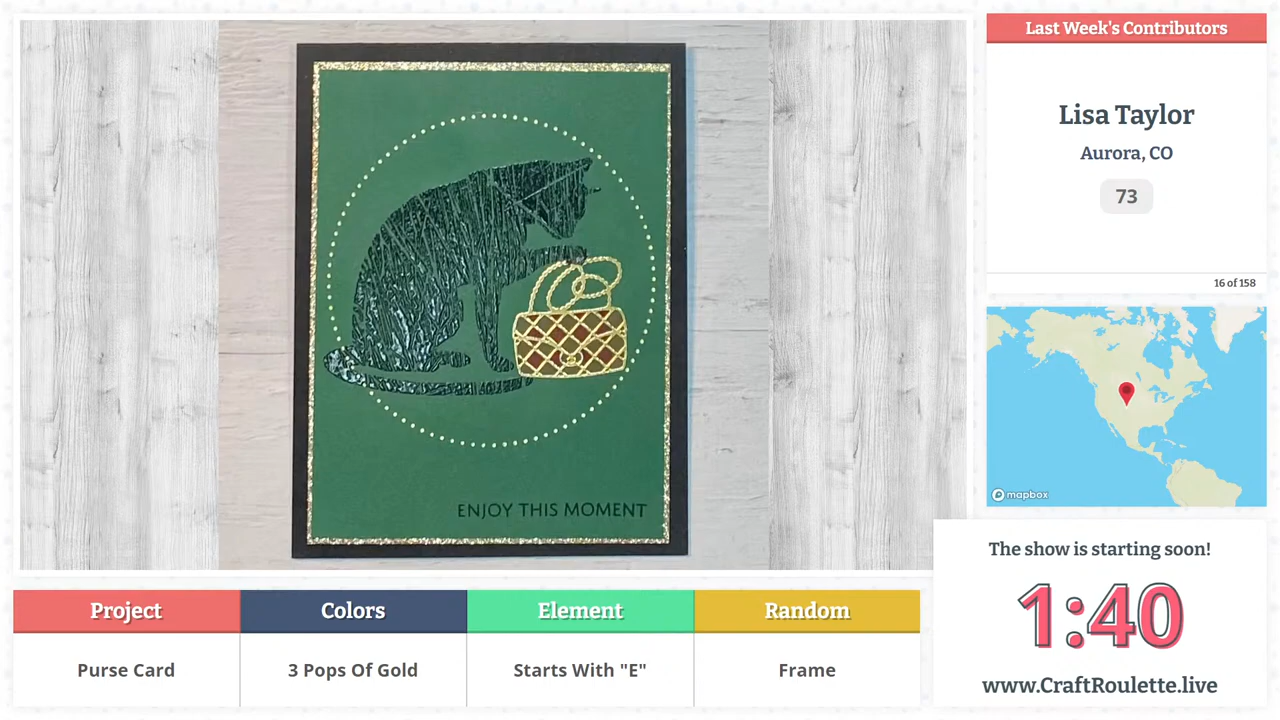 Last Week's Contributors
Lisa Taylor
Aurora, CO
73
16 of 158
mapbox
ENJOY THIS MOMENT
The show is starting soon!
1:40
www.CraftRoulette.live
Project
Colors
Element
Random
Purse Card
3 Pops Of Gold
Starts With "E"
Frame